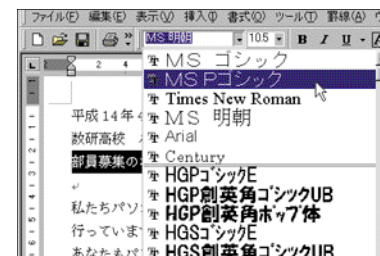 ファイル(F) 編集(E) 表示(V) 挿入(I) 書式(O) ツール(T) 罫線(A)
MS 明朝 10.5 B I U A
2 4
MS ゴシック
MS Pゴシック
Times New Roman
MS 明朝
Arial
Century
HGPゴシックE
HGP創英角ゴシックUB
HGP創英角ポップ体
HGSゴシックE
HGS創英角ゴシックUB
平成 14 年 4
数研高校
部員募集の
私たちパソ
行っていま
あなたもパ